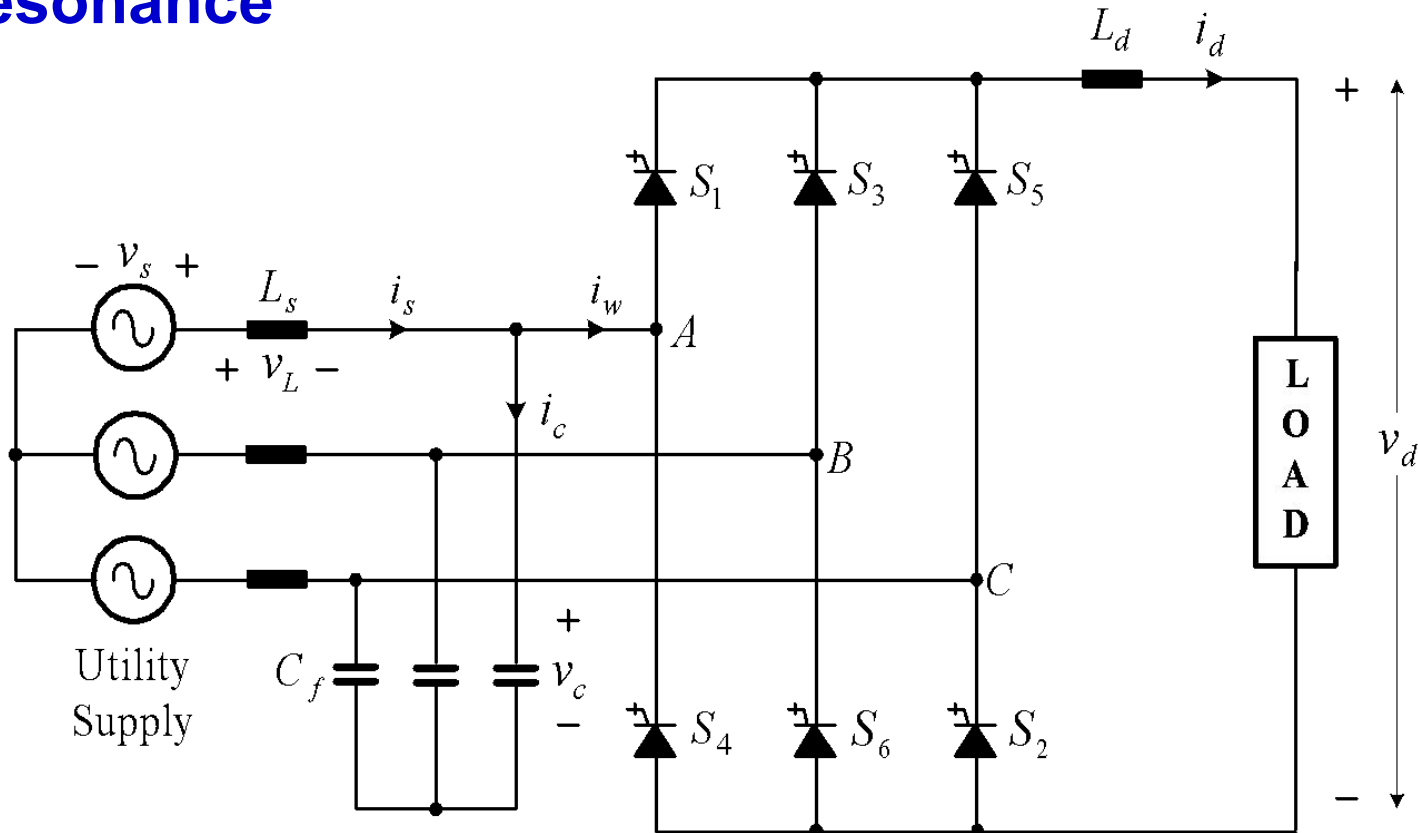 esonance
L_d
i_d
+
S_1
S_3
S_5
− v_s +
L_s
i_s
i_w
A
+ v_L −
i_c
B
LOAD
v_d
C
Utility
Supply
C_f
+
v_c
−
S_4
S_6
S_2
−